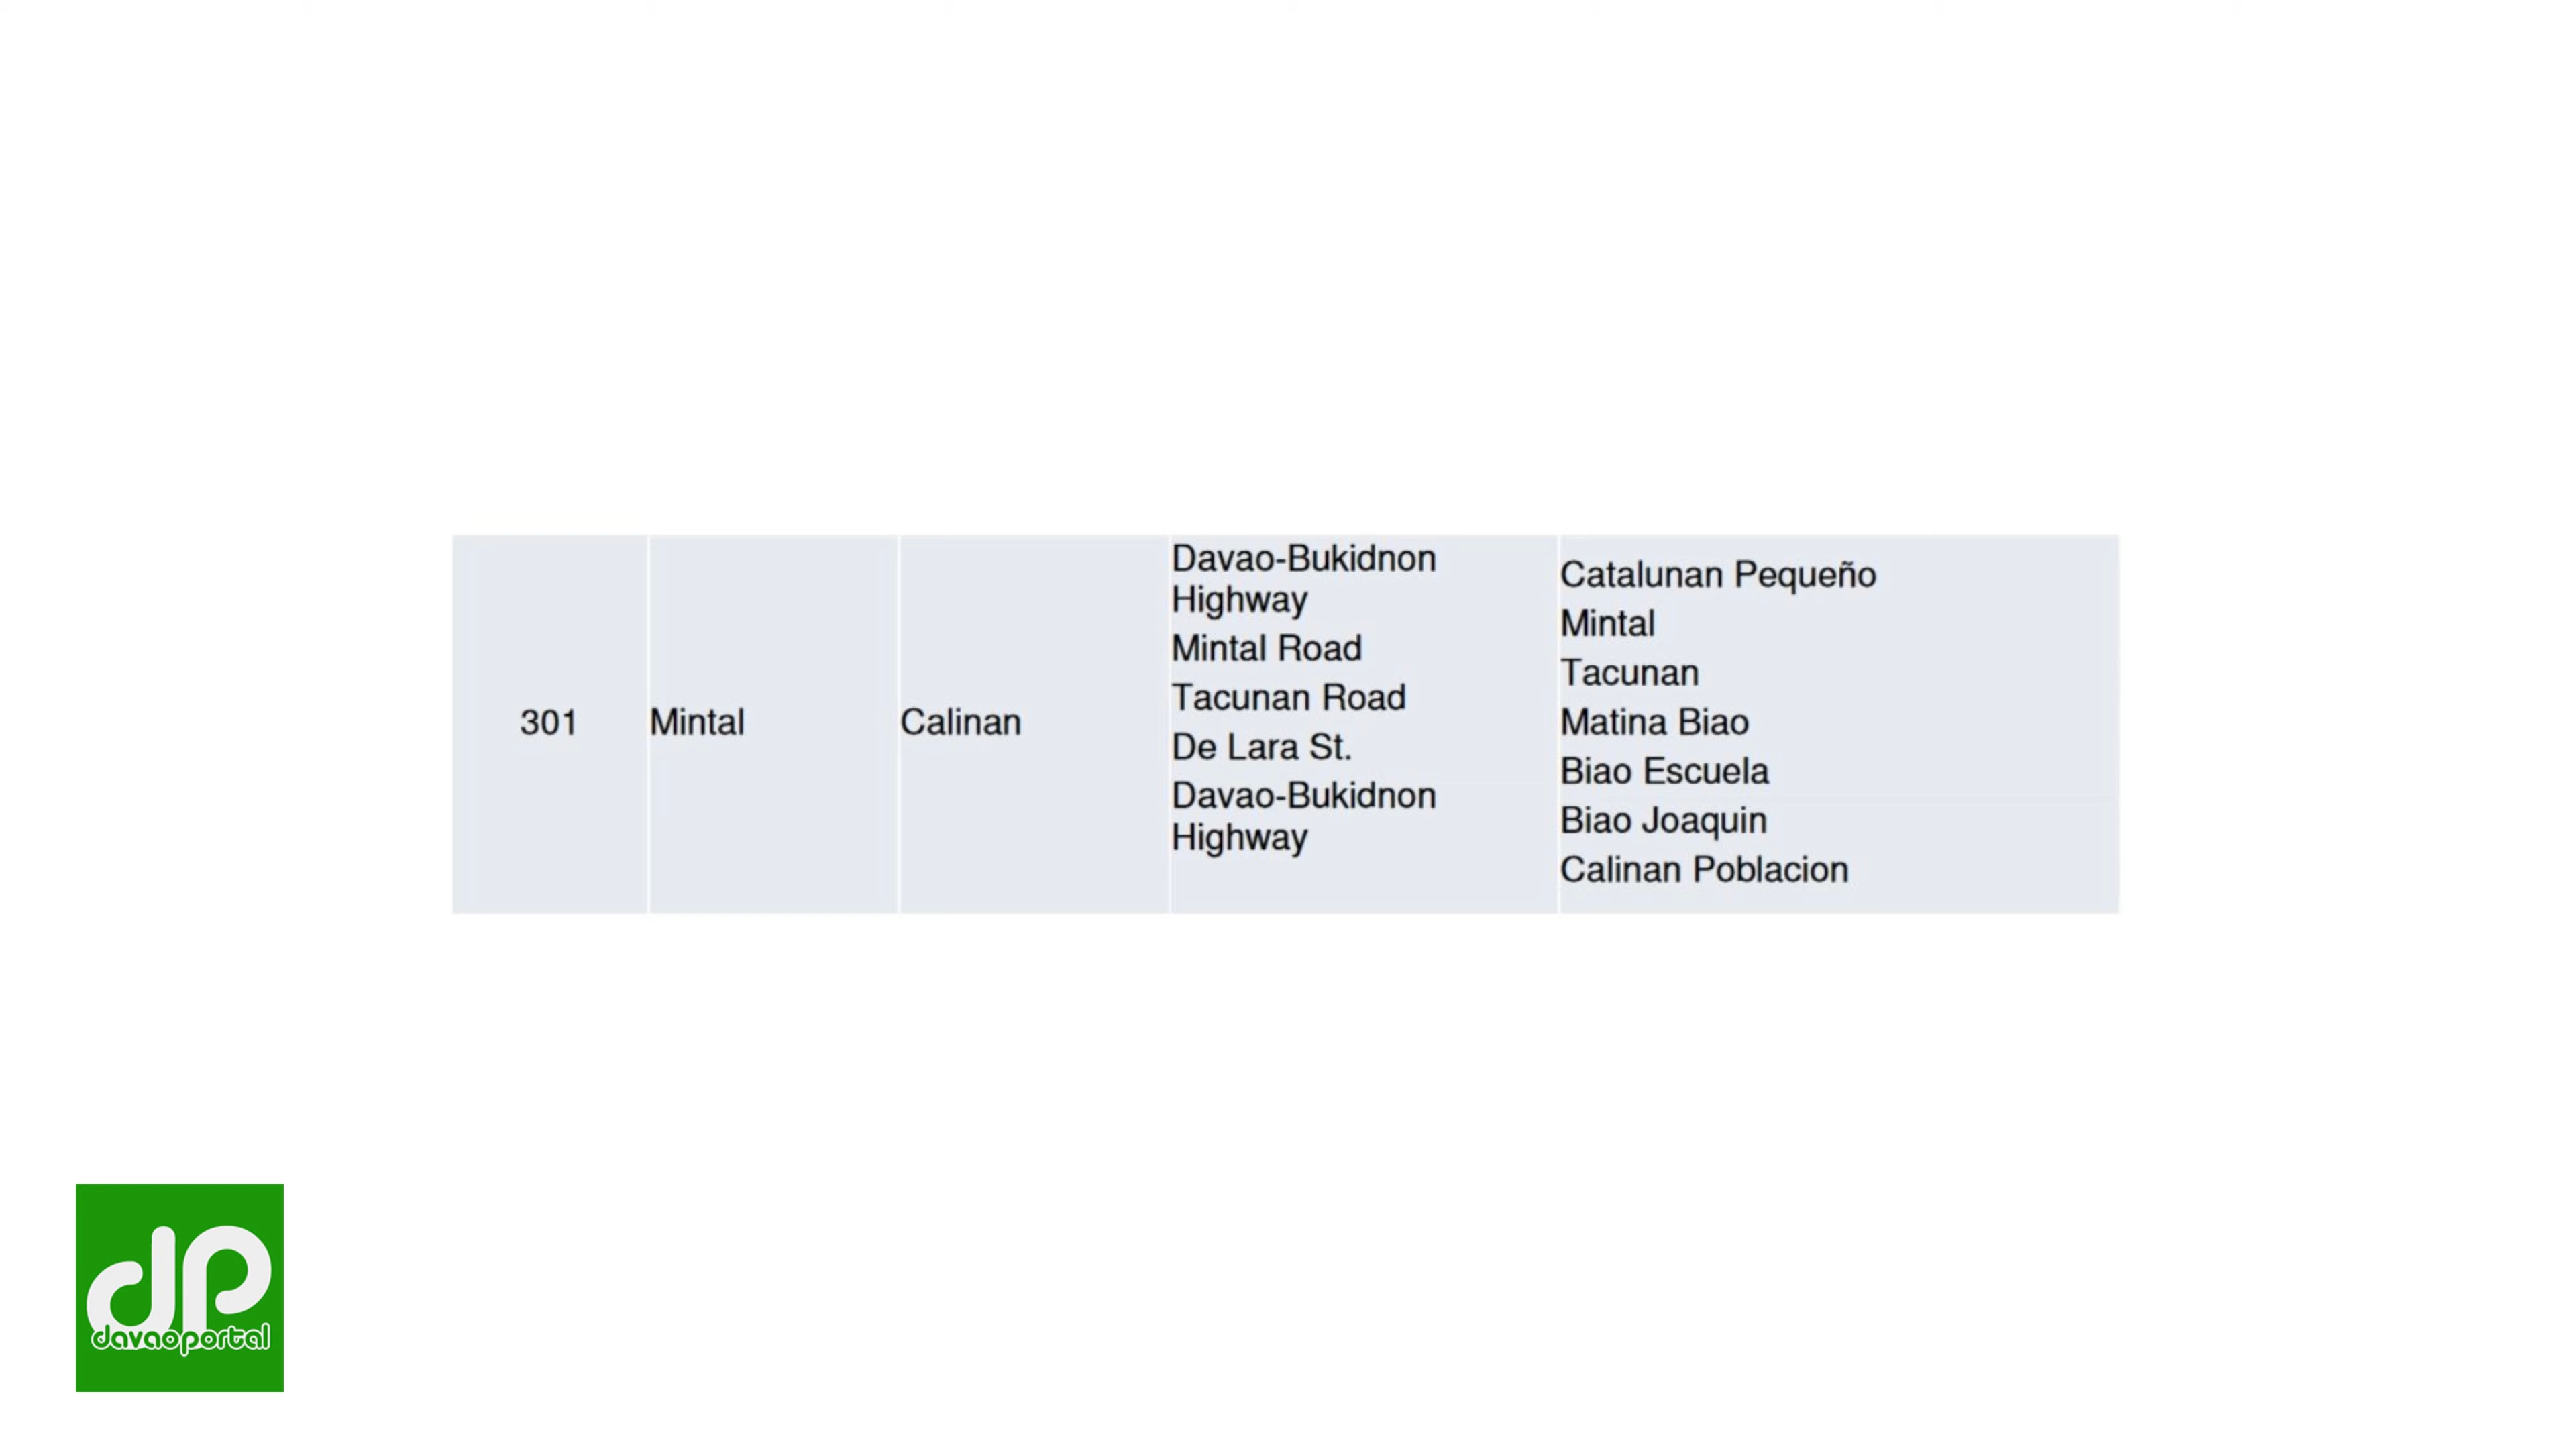 301
Mintal
Calinan
Davao-Bukidnon
Highway
Mintal Road
Tacunan Road
De Lara St.
Davao-Bukidnon
Highway
Catalunan Pequeño
Mintal
Tacunan
Matina Biao
Biao Escuela
Biao Joaquin
Calinan Poblacion
dp
davaoportal